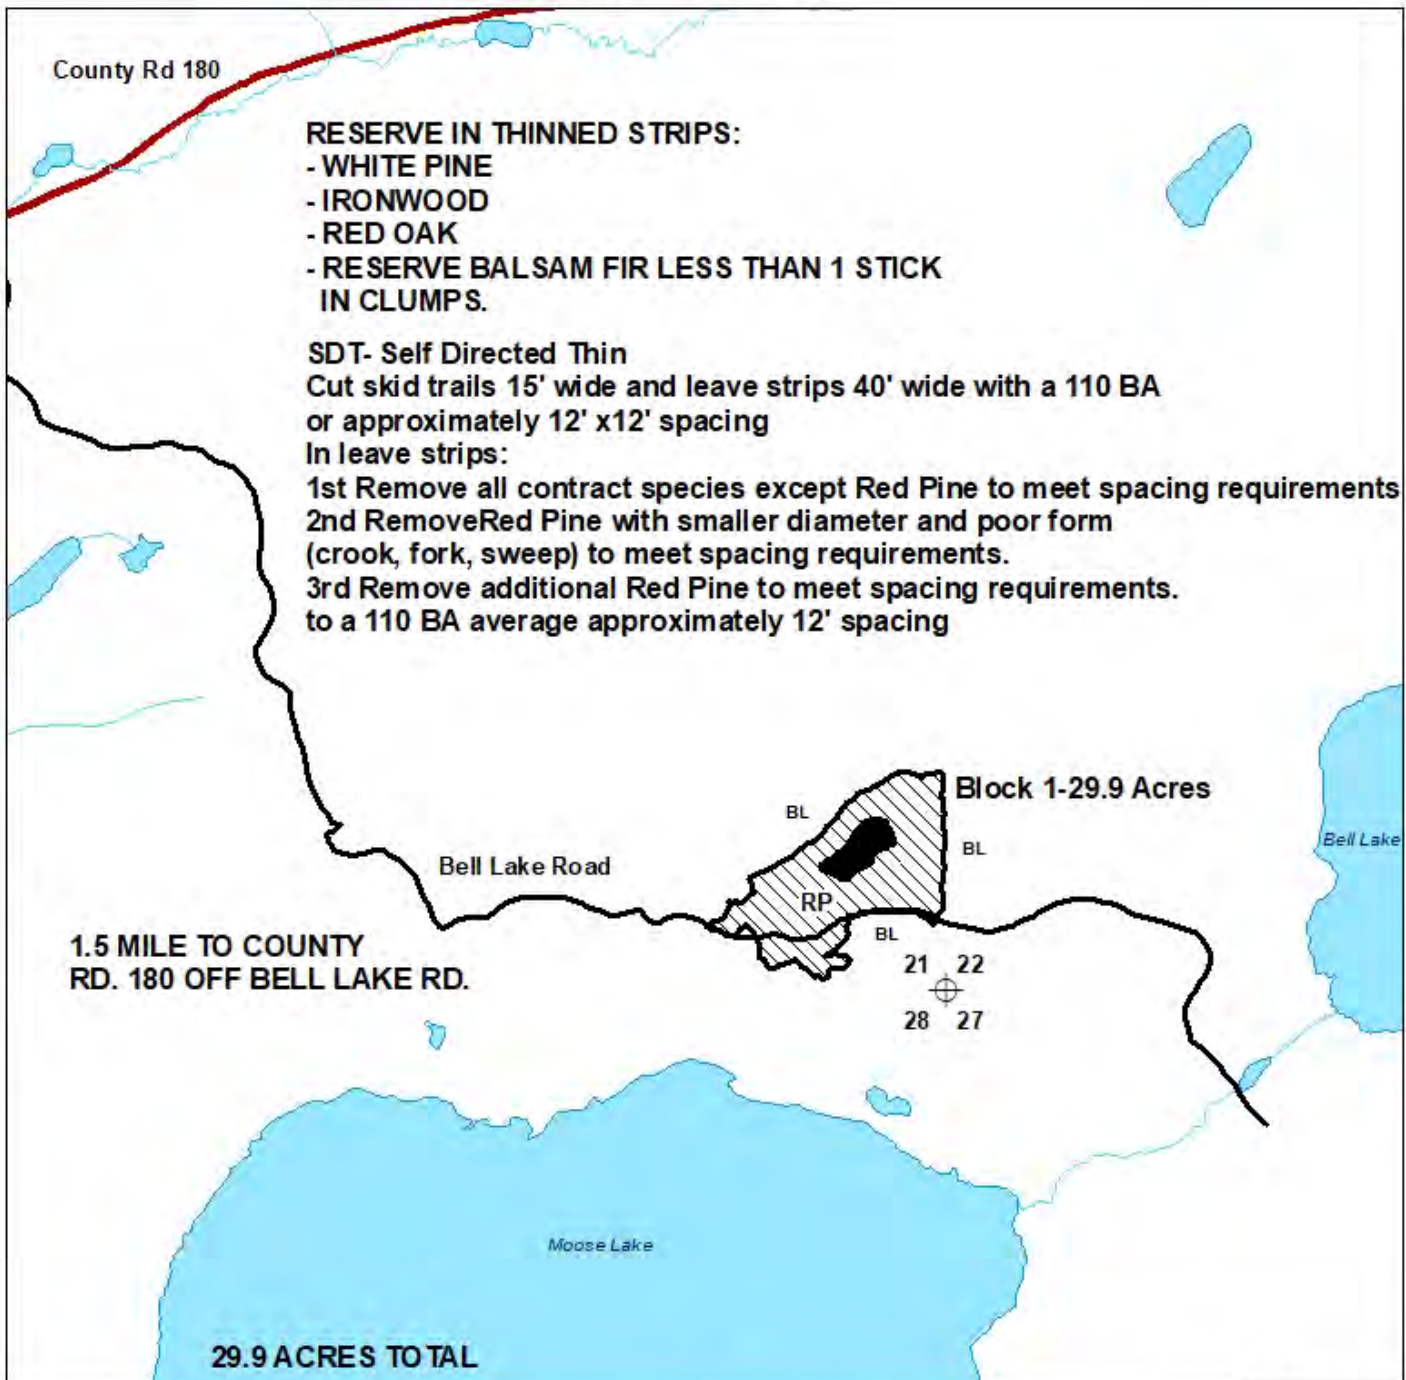 County Rd 180
RESERVE IN THINNED STRIPS:
- WHITE PINE
- IRONWOOD
- RED OAK
- RESERVE BALSAM FIR LESS THAN 1 STICK
IN CLUMPS.
SDT- Self Directed Thin
Cut skid trails 15' wide and leave strips 40' wide with a 110 BA
or approximately 12' x12' spacing
In leave strips:
1st Remove all contract species except Red Pine to meet spacing requirements
2nd RemoveRed Pine with smaller diameter and poor form
(crook, fork, sweep) to meet spacing requirements.
3rd Remove additional Red Pine to meet spacing requirements.
to a 110 BA average approximately 12' spacing
Block 1-29.9 Acres
BL
BL
Bell Lake
Bell Lake Road
RP
BL
1.5 MILE TO COUNTY
RD. 180 OFF BELL LAKE RD.
21 22
28 27
Moose Lake
29.9 ACRES TOTAL